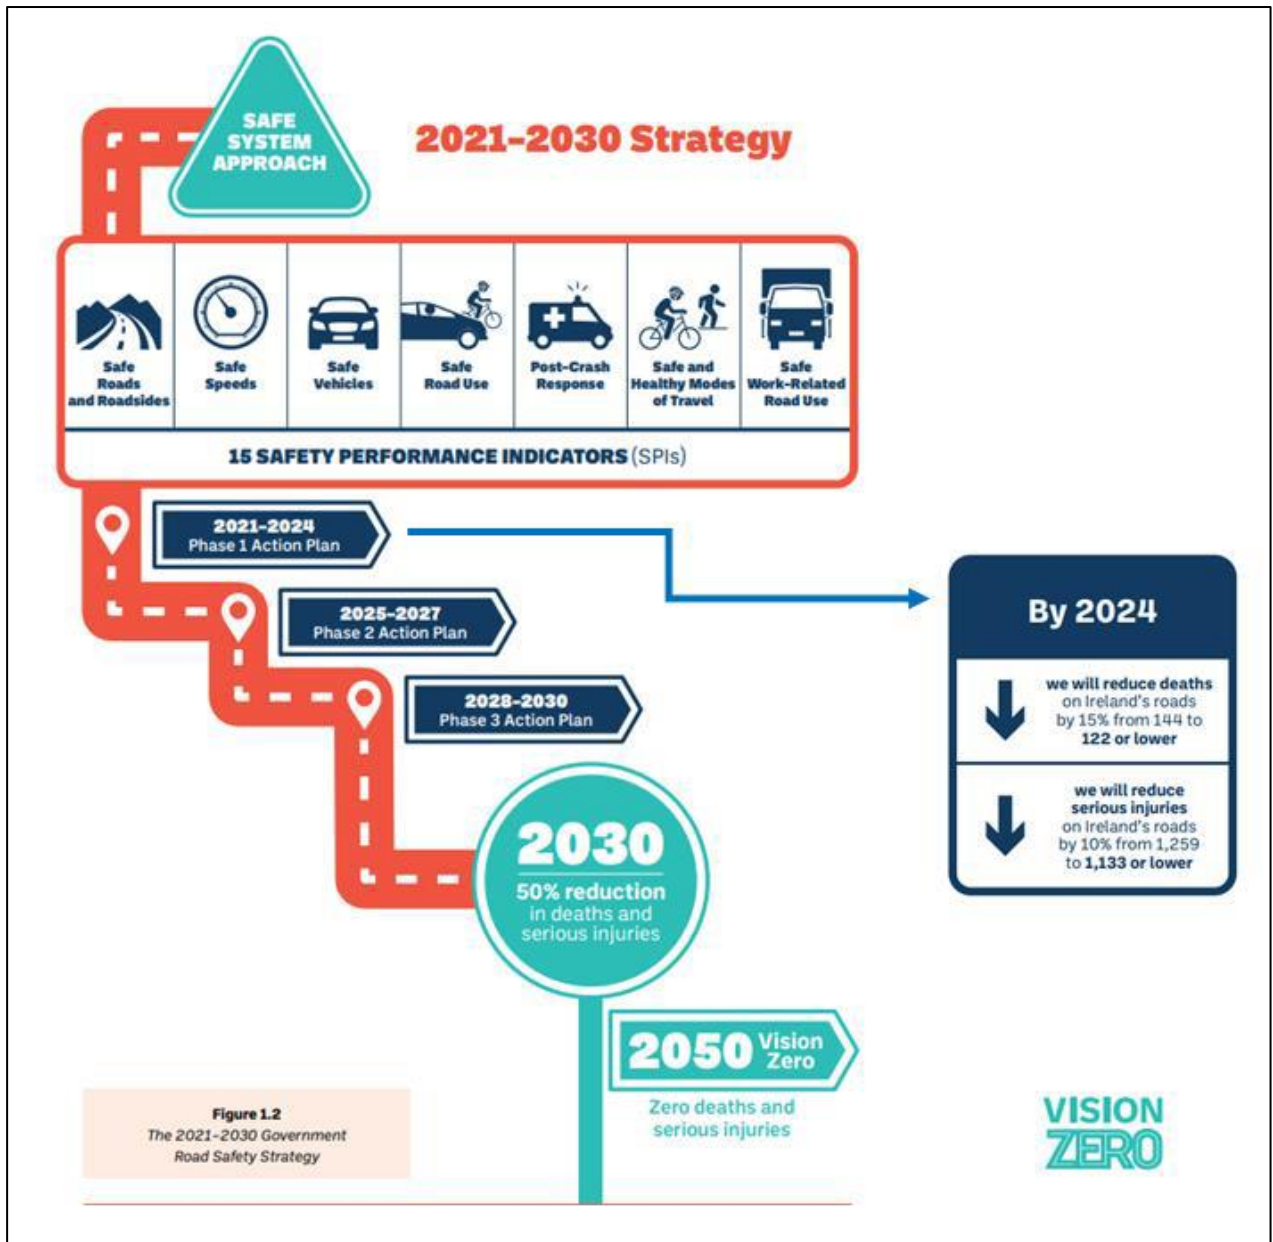 SAFE
SYSTEM
APPROACH
2021–2030 Strategy
Safe
Roads
and Roadsides
Safe
Speeds
Safe
Vehicles
Safe
Road Use
Post-Crash
Response
Safe and
Healthy Modes
of Travel
Safe
Work-Related
Road Use
15 SAFETY PERFORMANCE INDICATORS (SPIs)
2021–2024
Phase 1 Action Plan
2025–2027
Phase 2 Action Plan
2028–2030
Phase 3 Action Plan
By 2024
we will reduce deaths
on Ireland's roads
by 15% from 144 to
122 or lower
we will reduce
serious injuries
on Ireland's roads
by 10% from 1,259
to 1,133 or lower
2030
50% reduction
in deaths and
serious injuries
2050 Vision
Zero
Zero deaths and
serious injuries
Figure 1.2
The 2021–2030 Government
Road Safety Strategy
VISION
ZERO